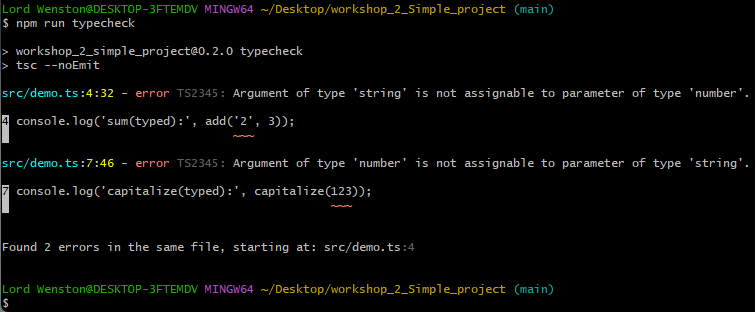 Lord Wenston@DESKTOP-3FTEMDV MINGW64 ~/Desktop/workshop_2_Simple_project (main)
$ npm run typecheck
> workshop_2_simple_project@0.2.0 typecheck
> tsc --noEmit
src/demo.ts:4:32 - error TS2345: Argument of type 'string' is not assignable to parameter of type 'number'.
4 console.log('sum(typed):', add('2', 3));
~~~
src/demo.ts:7:46 - error TS2345: Argument of type 'number' is not assignable to parameter of type 'string'.
7 console.log('capitalize(typed):', capitalize(123));
~~~
Found 2 errors in the same file, starting at: src/demo.ts:4
Lord Wenston@DESKTOP-3FTEMDV MINGW64 ~/Desktop/workshop_2_Simple_project (main)
$